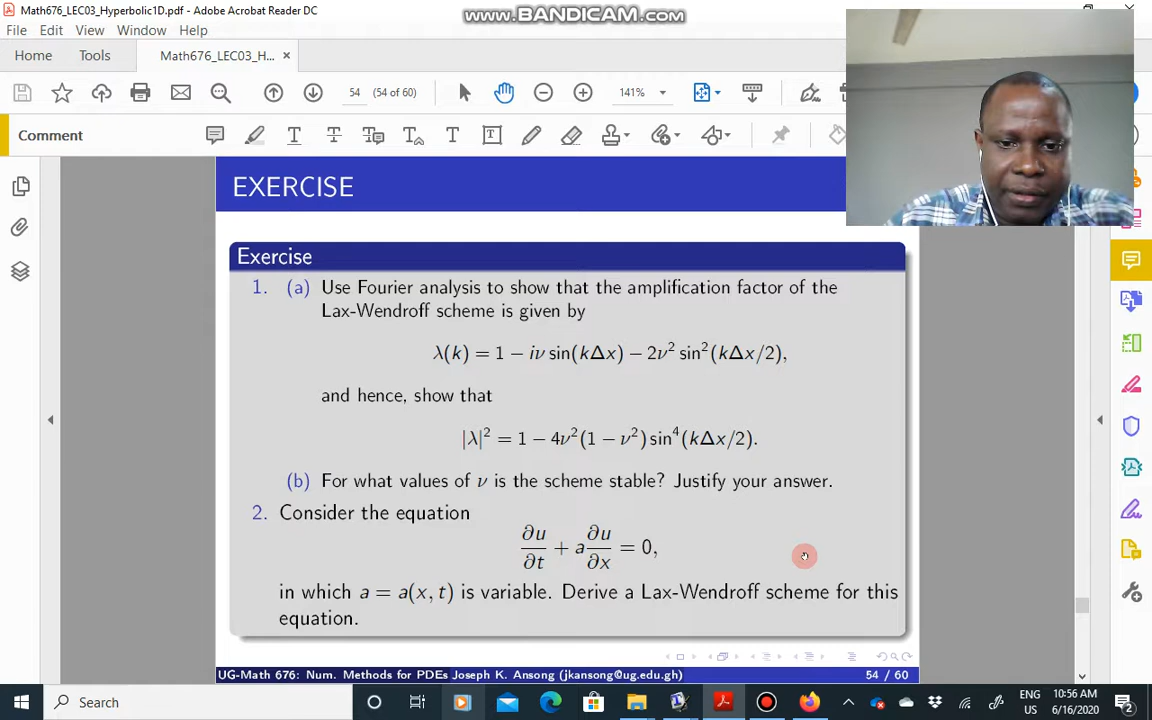 Math676_LEC03_Hyperbolic1D.pdf - Adobe Acrobat Reader DC
www.BANDICAM.com
File Edit View Window Help
Home Tools Math676_LEC03_H... ×
54 (54 of 60) 141%
Comment
EXERCISE
Exercise
1. (a) Use Fourier analysis to show that the amplification factor of the
Lax-Wendroff scheme is given by
λ(k) = 1 − iν sin(kΔx) − 2ν² sin²(kΔx/2),
and hence, show that
|λ|² = 1 − 4ν²(1 − ν²) sin⁴(kΔx/2).
(b) For what values of ν is the scheme stable? Justify your answer.
2. Consider the equation
∂u/∂t + a ∂u/∂x = 0,
in which a = a(x, t) is variable. Derive a Lax-Wendroff scheme for this
equation.
UG-Math 676: Num. Methods for PDEs Joseph K. Ansong (jkansong@ug.edu.gh) 54 / 60
Search
ENG
US
10:56 AM
6/16/2020
2